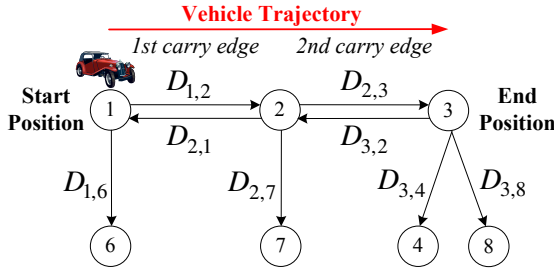 Vehicle Trajectory
1st carry edge 2nd carry edge
Start Position
1
D1,2
2
D2,3
3
End Position
D2,1
D3,2
D1,6
D2,7
D3,4
D3,8
6
7
4
8